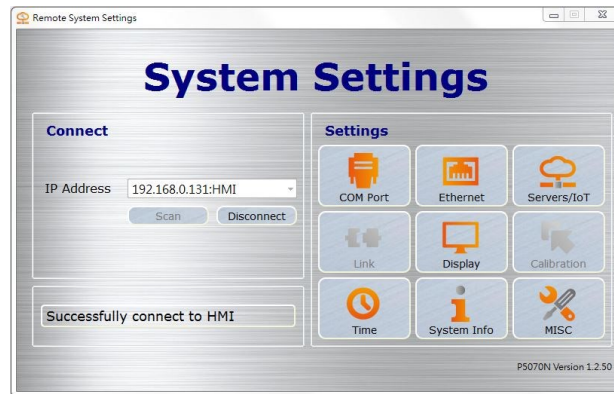 Remote System Settings
System Settings
Connect
IP Address 192.168.0.131:HMI
Scan Disconnect
Successfully connect to HMI
Settings
COM Port Ethernet Servers/IoT
Link Display Calibration
Time System Info MISC
P5070N Version 1.2.50